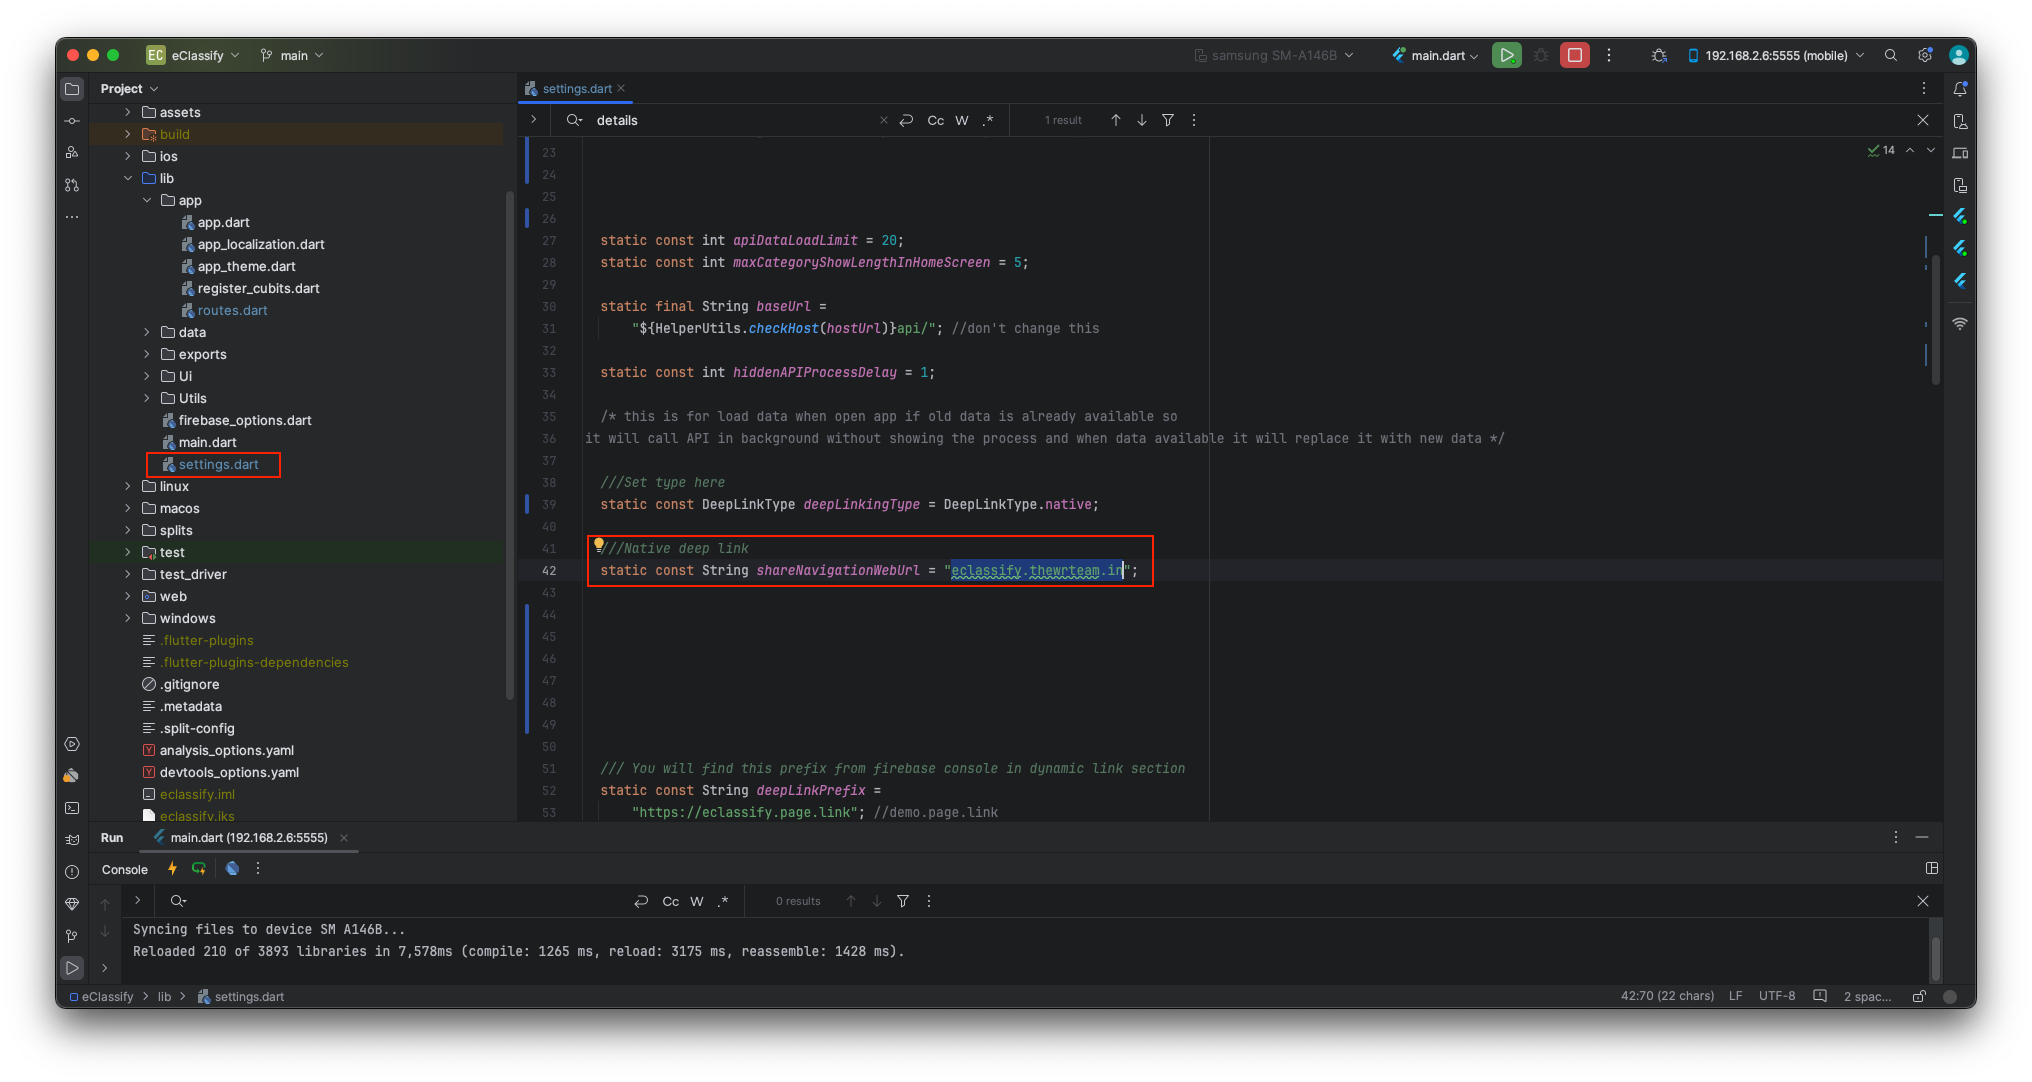 EC eClassify main samsung SM-A146B main.dart 192.168.2.6:5555 (mobile)
Project
assets
build
ios
lib
app
app.dart
app_localization.dart
app_theme.dart
register_cubits.dart
routes.dart
data
exports
Ui
Utils
firebase_options.dart
main.dart
settings.dart
linux
macos
splits
test
test_driver
web
windows
.flutter-plugins
.flutter-plugins-dependencies
.gitignore
.metadata
.split-config
analysis_options.yaml
devtools_options.yaml
eclassify.iml
eclassify.iks
settings.dart
details Cc W .* 1 result
14
23
24
25
26
27 static const int apiDataLoadLimit = 20;
28 static const int maxCategoryShowLengthInHomeScreen = 5;
29
30 static final String baseUrl =
31 "${HelperUtils.checkHost(hostUrl)}api/"; //don't change this
32
33 static const int hiddenAPIProcessDelay = 1;
34
35 /* this is for load data when open app if old data is already available so
36 it will call API in background without showing the process and when data available it will replace it with new data */
37
38 ///Set type here
39 static const DeepLinkType deepLinkingType = DeepLinkType.native;
40
41 ///Native deep link
42 static const String shareNavigationWebUrl = "eclassify.thewrteam.in";
43
44
45
46
47
48
49
50
51 /// You will find this prefix from firebase console in dynamic link section
52 static const String deepLinkPrefix =
53 "https://eclassify.page.link"; //demo.page.link
Run main.dart (192.168.2.6:5555)
Console
Cc W .* 0 results
Syncing files to device SM A146B...
Reloaded 210 of 3893 libraries in 7,578ms (compile: 1265 ms, reload: 3175 ms, reassemble: 1428 ms).
eClassify > lib > settings.dart 42:70 (22 chars) LF UTF-8 2 spac...